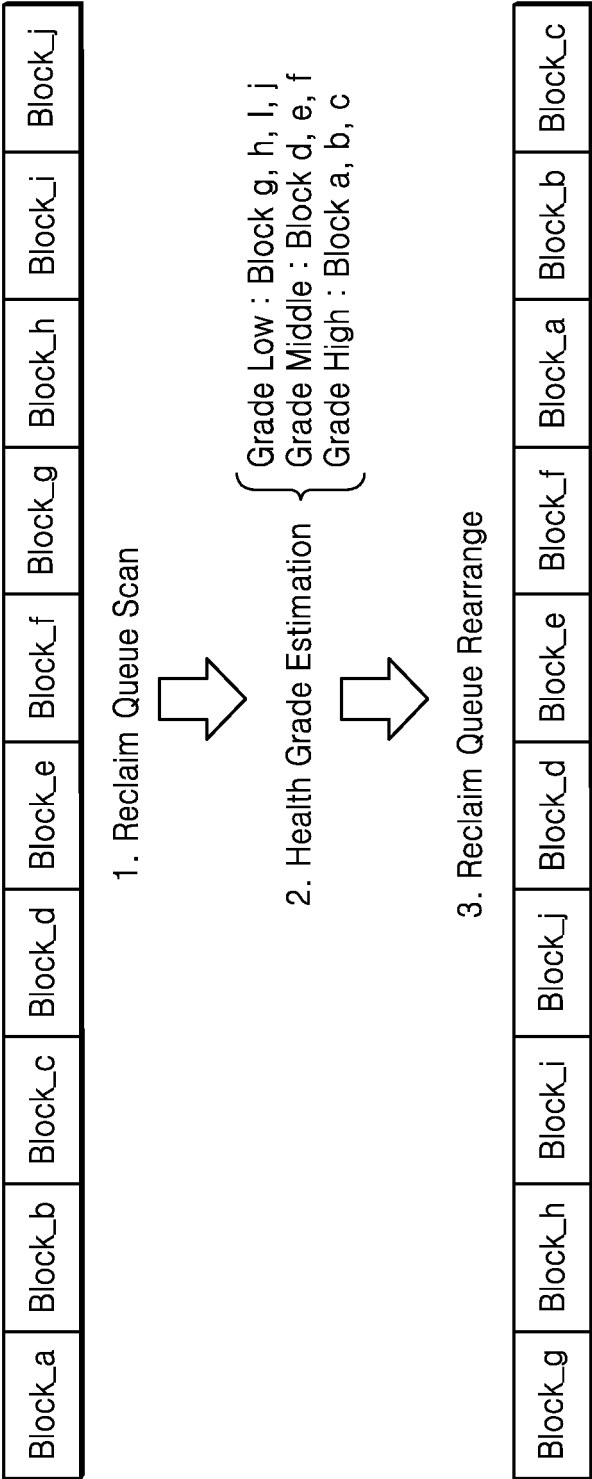 Block_a Block_b Block_c Block_d Block_e Block_f Block_g Block_h Block_i Block_j
1. Reclaim Queue Scan
2. Health Grade Estimation
Grade Low : Block g, h, I, j
Grade Middle : Block d, e, f
Grade High : Block a, b, c
3. Reclaim Queue Rearrange
Block_g Block_h Block_i Block_j Block_d Block_e Block_f Block_a Block_b Block_c